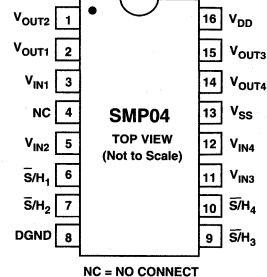 VOUT2 1 16 VDD
VOUT1 2 15 VOUT3
VIN1 3 14 VOUT4
NC 4 SMP04 13 VSS
VIN2 5 TOP VIEW 12 VIN4
(Not to Scale)
S̅/H1 6 11 VIN3
S̅/H2 7 10 S̅/H4
DGND 8 9 S̅/H3
NC = NO CONNECT